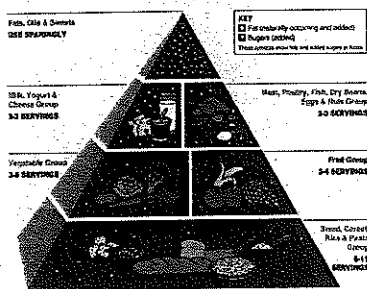 Fats, Oils & Sweets
USE SPARINGLY
KEY
Fat (naturally occurring and added)
Sugars (added)
These symbols show fats and added sugars in foods.
Milk, Yogurt &
Cheese Group
2-3 SERVINGS
Meat, Poultry, Fish, Dry Beans,
Eggs & Nuts Group
2-3 SERVINGS
Vegetable Group
3-5 SERVINGS
Fruit Group
2-4 SERVINGS
Bread, Cereal,
Rice & Pasta
Group
6-11
SERVINGS